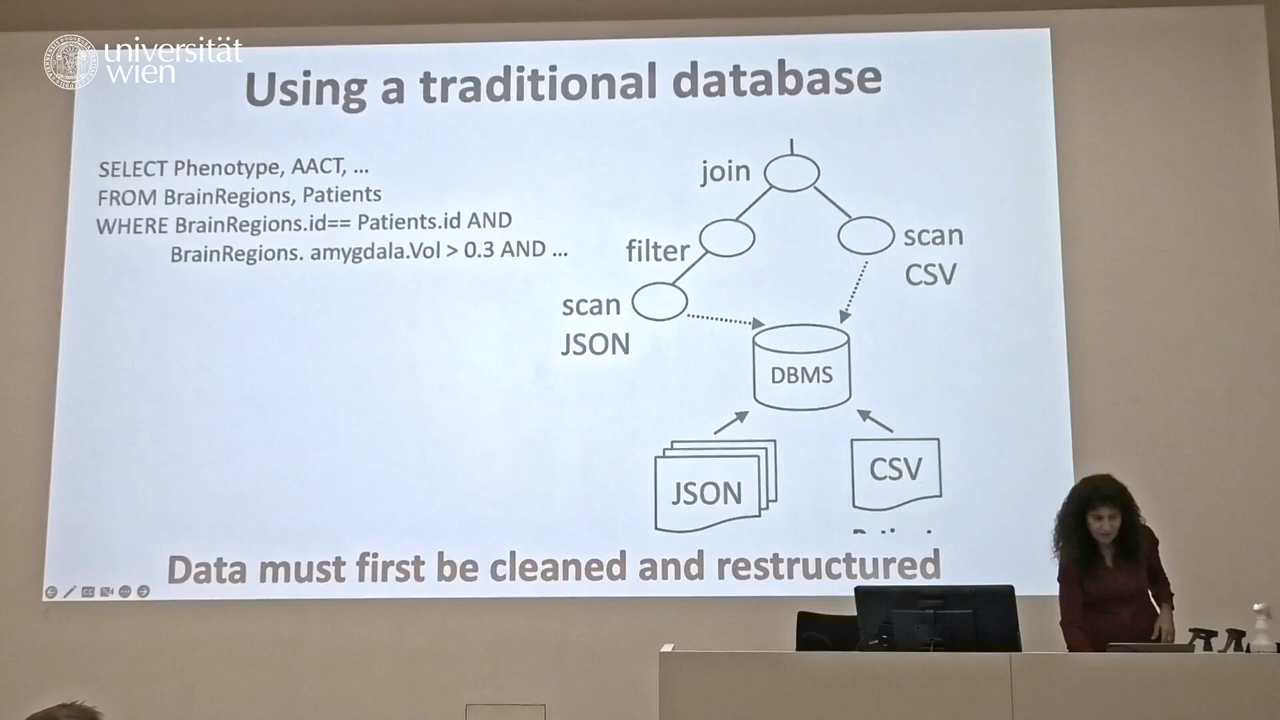 universität
wien
Using a traditional database
SELECT Phenotype, AACT, ...
FROM BrainRegions, Patients
WHERE BrainRegions.id== Patients.id AND
BrainRegions. amygdala.Vol > 0.3 AND ...
join
filter
scan
CSV
scan
JSON
DBMS
JSON
CSV
Data must first be cleaned and restructured